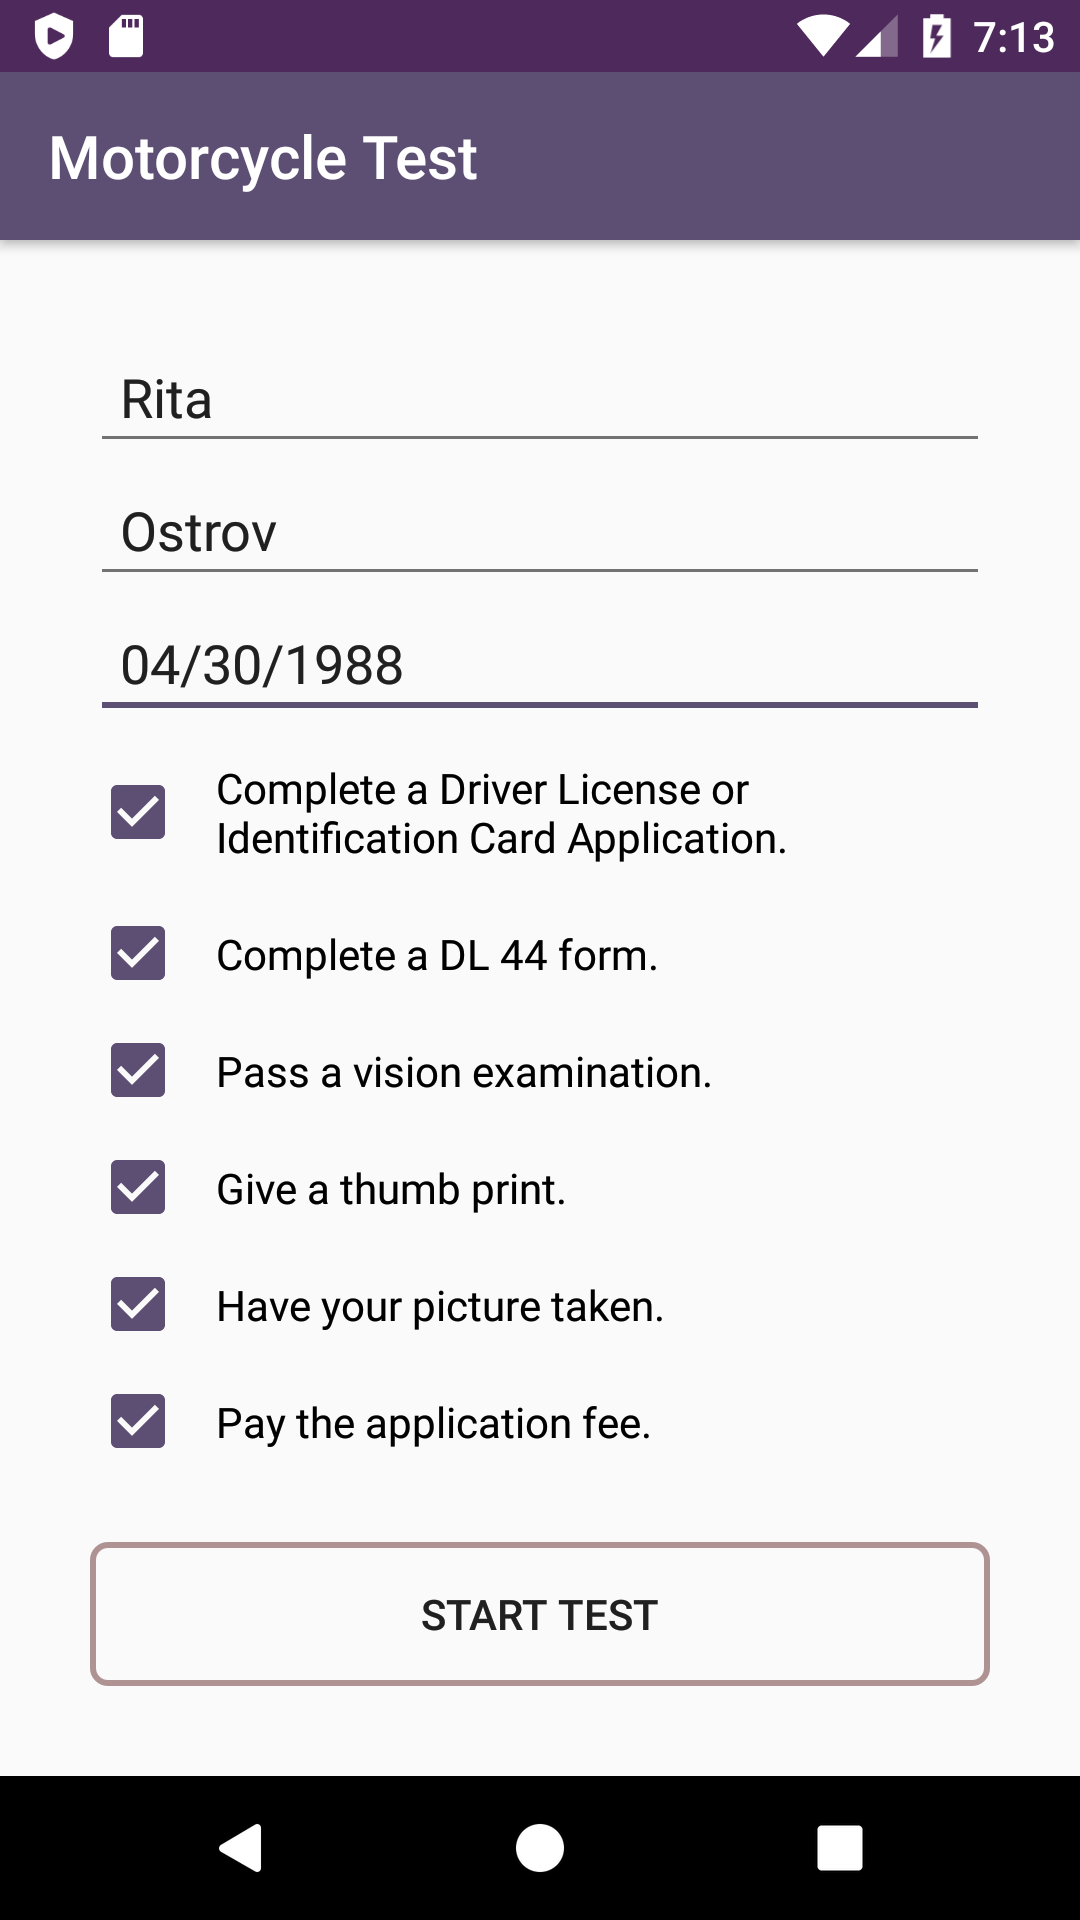 7:13
Motorcycle Test
Rita
Ostrov
04/30/1988
Complete a Driver License or
Identification Card Application.
Complete a DL 44 form.
Pass a vision examination.
Give a thumb print.
Have your picture taken.
Pay the application fee.
START TEST